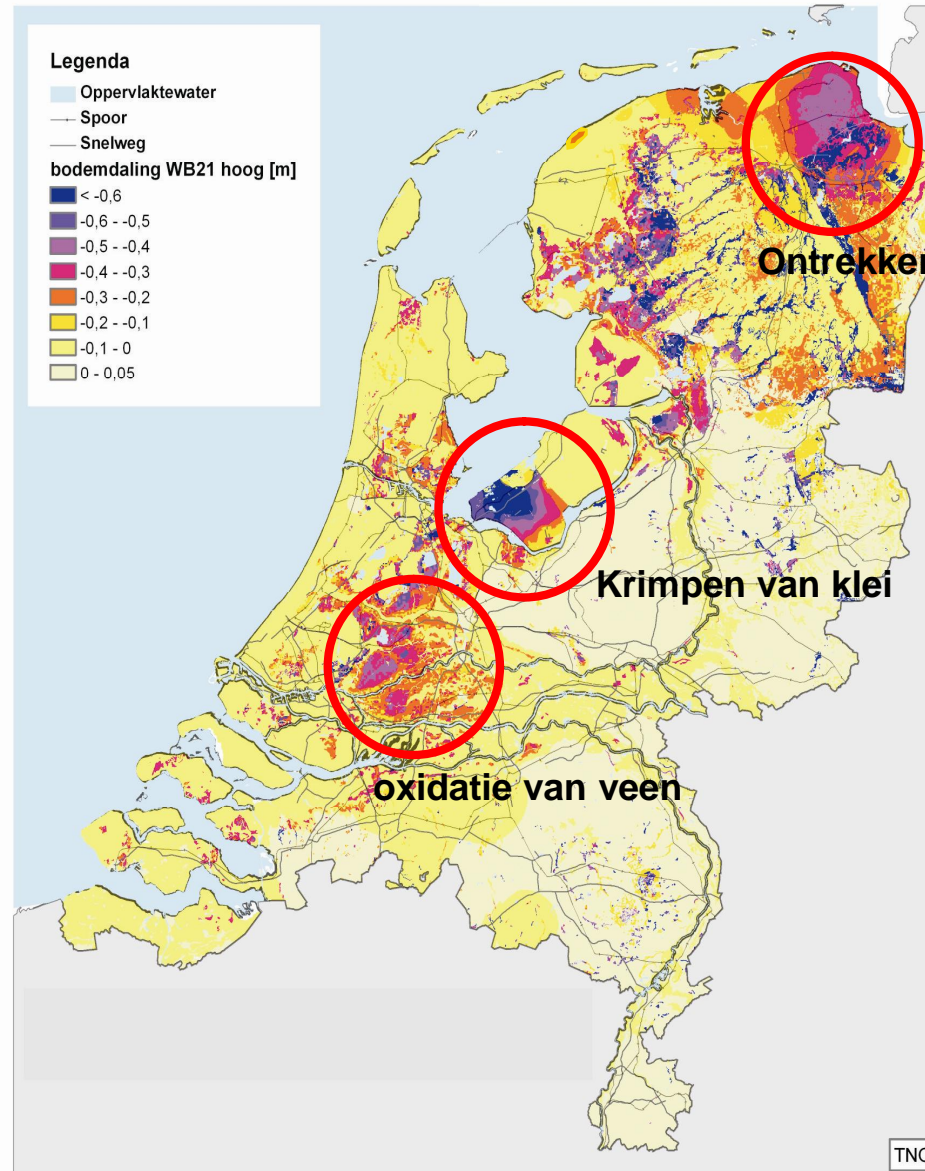 Legenda
Oppervlaktewater
Spoor
Snelweg
bodemdaling WB21 hoog [m]
< -0,6
-0,6 - -0,5
-0,5 - -0,4
-0,4 - -0,3
-0,3 - -0,2
-0,2 - -0,1
-0,1 - 0
0 - 0,05
Ontrekken
Krimpen van klei
oxidatie van veen